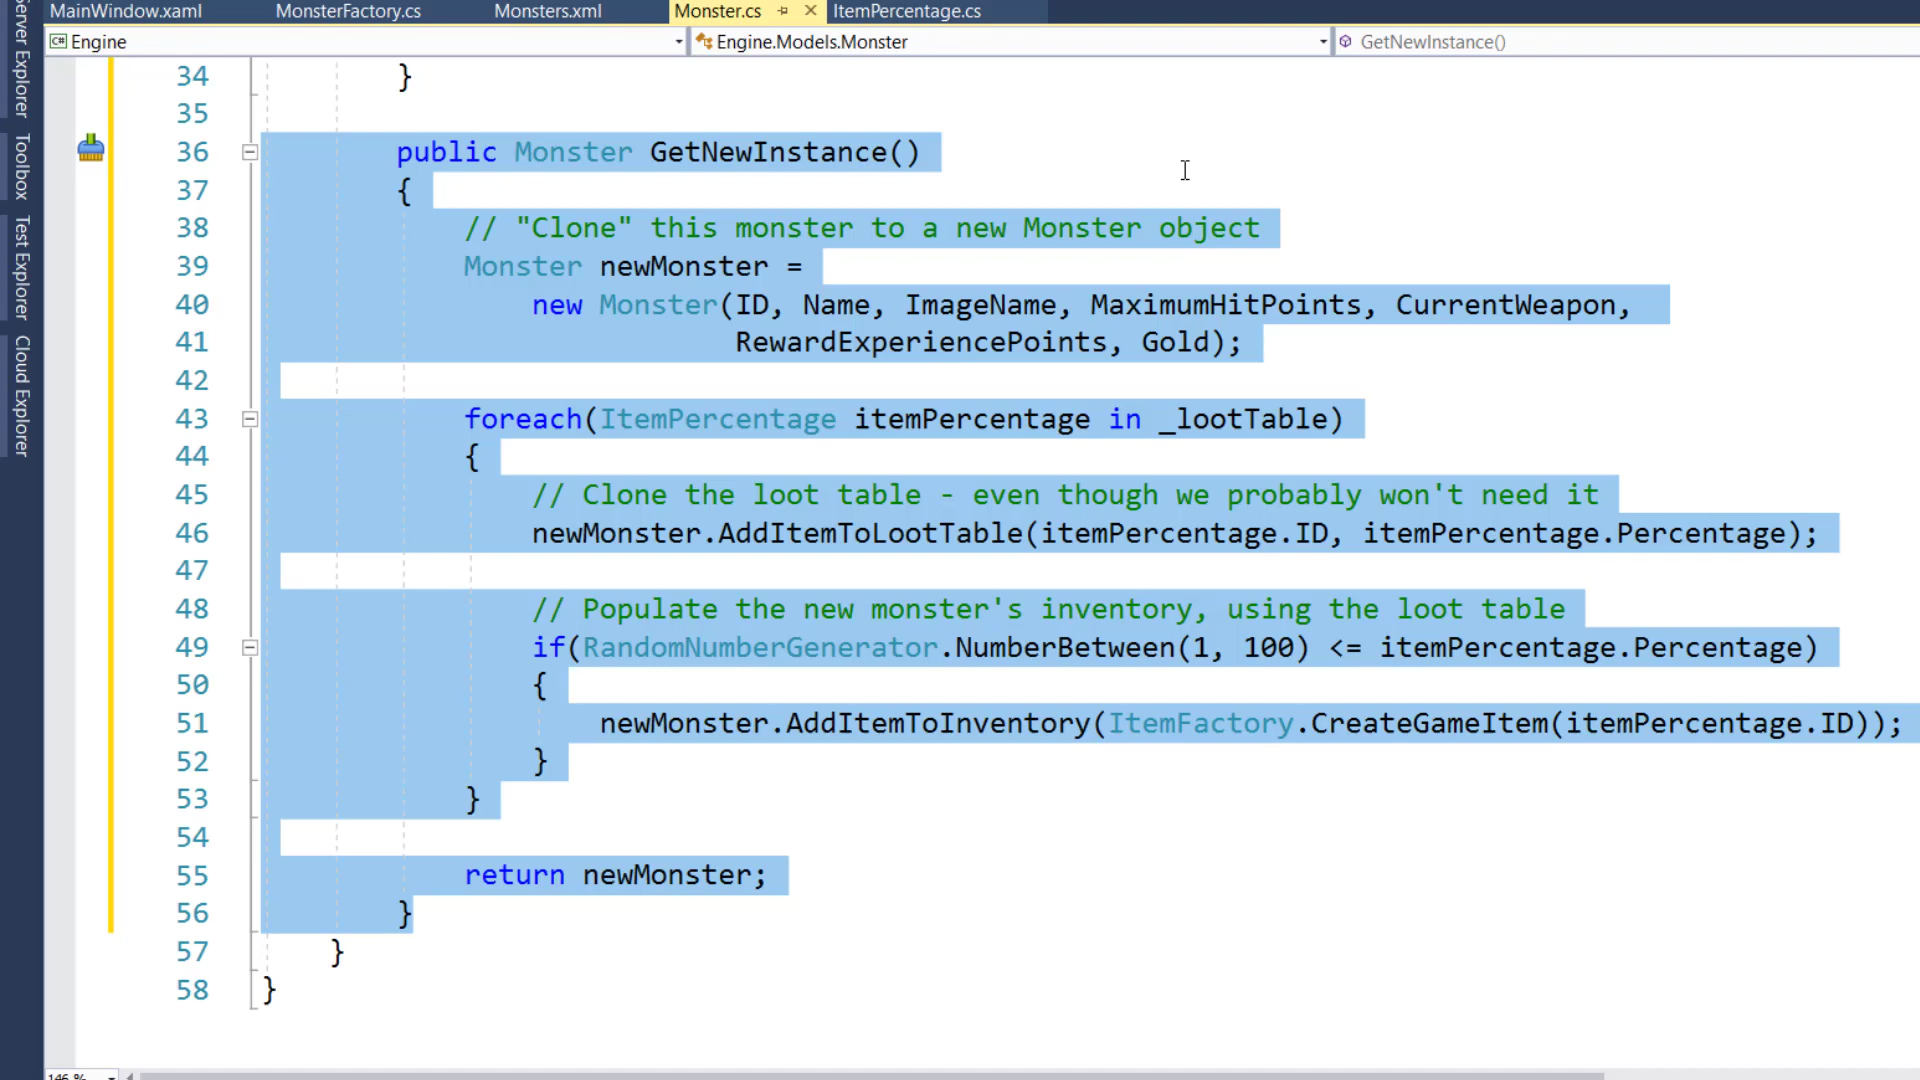 MainWindow.xaml MonsterFactory.cs Monsters.xml Monster.cs ItemPercentage.cs
Engine Engine.Models.Monster GetNewInstance()
Server Explorer
Toolbox
Test Explorer
Cloud Explorer
34 }
35
36 public Monster GetNewInstance()
37 {
38 // "Clone" this monster to a new Monster object
39 Monster newMonster =
40 new Monster(ID, Name, ImageName, MaximumHitPoints, CurrentWeapon,
41 RewardExperiencePoints, Gold);
42
43 foreach(ItemPercentage itemPercentage in _lootTable)
44 {
45 // Clone the loot table - even though we probably won't need it
46 newMonster.AddItemToLootTable(itemPercentage.ID, itemPercentage.Percentage);
47
48 // Populate the new monster's inventory, using the loot table
49 if(RandomNumberGenerator.NumberBetween(1, 100) <= itemPercentage.Percentage)
50 {
51 newMonster.AddItemToInventory(ItemFactory.CreateGameItem(itemPercentage.ID));
52 }
53 }
54
55 return newMonster;
56 }
57 }
58 }
146 %